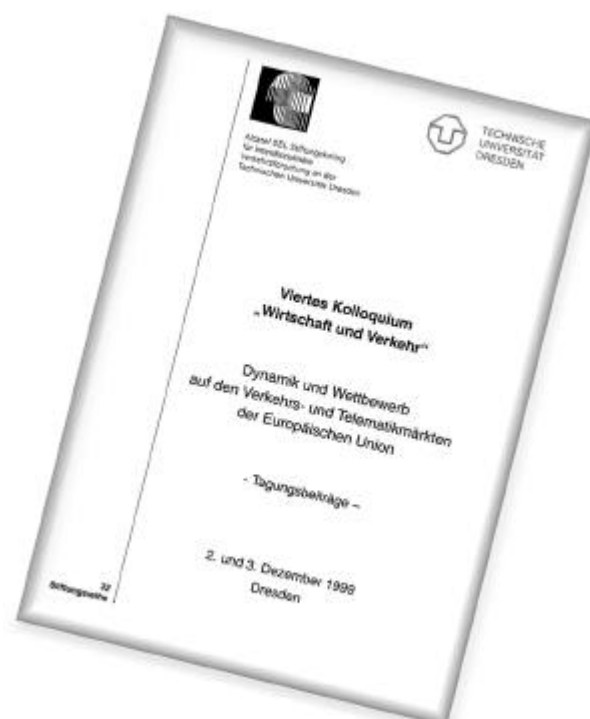 Alcatel SEL Stiftungskolleg
für interdisziplinäre
Verkehrsforschung an der
Technischen Universität Dresden
TECHNISCHE
UNIVERSITÄT
DRESDEN
Viertes Kolloquium
„Wirtschaft und Verkehr“
Dynamik und Wettbewerb
auf den Verkehrs- und Telematikmärkten
der Europäischen Union
- Tagungsbeiträge –
2. und 3. Dezember 1999
Dresden
32
Stiftungsreihe